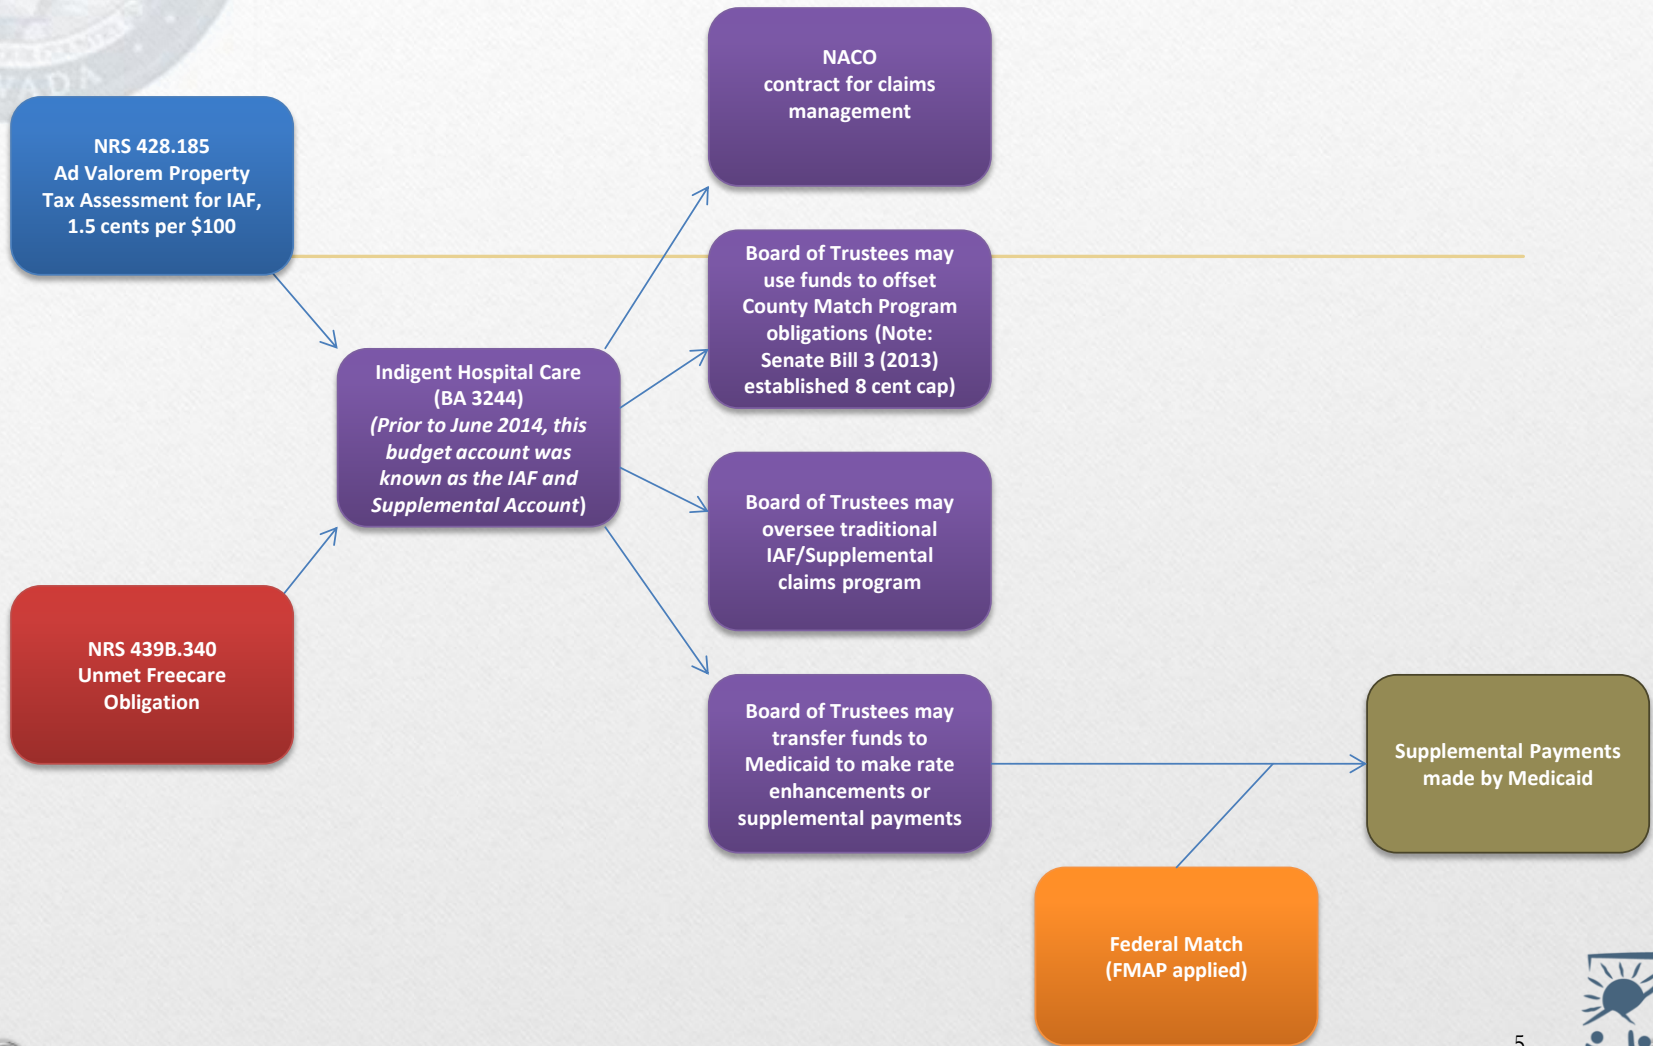 NADA
NRS 428.185
Ad Valorem Property
Tax Assessment for IAF,
1.5 cents per $100
NRS 439B.340
Unmet Freecare
Obligation
Indigent Hospital Care
(BA 3244)
(Prior to June 2014, this
budget account was
known as the IAF and
Supplemental Account)
NACO
contract for claims
management
Board of Trustees may
use funds to offset
County Match Program
obligations (Note:
Senate Bill 3 (2013)
established 8 cent cap)
Board of Trustees may
oversee traditional
IAF/Supplemental
claims program
Board of Trustees may
transfer funds to
Medicaid to make rate
enhancements or
supplemental payments
Federal Match
(FMAP applied)
Supplemental Payments
made by Medicaid
5